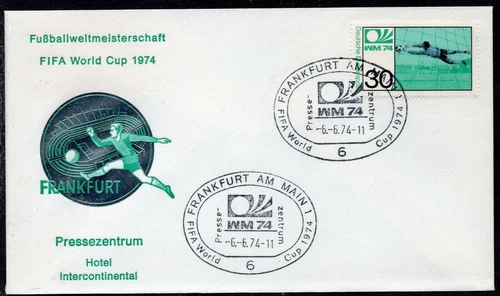 Fußballweltmeisterschaft
FIFA World Cup 1974
FRANKFURT
Pressezentrum
Hotel
Intercontinental
Deutsche
WM 74
30
FRANKFURT AM MAIN 1
Presse-
zentrum
WM 74
-6.-6.74-11
FIFA World
Cup 1974
6
FRANKFURT AM MAIN 1
Presse-
zentrum
WM 74
-6.-6.74-11
FIFA World
Cup 1974
6